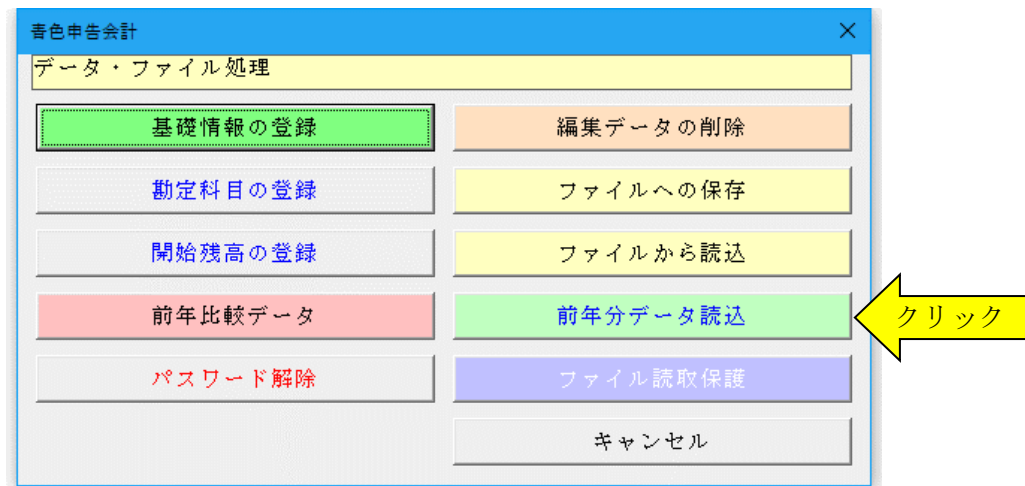 青色申告会計
データ・ファイル処理
基礎情報の登録
編集データの削除
勘定科目の登録
ファイルへの保存
開始残高の登録
ファイルから読込
前年比較データ
前年分データ読込
クリック
パスワード解除
ファイル読取保護
キャンセル